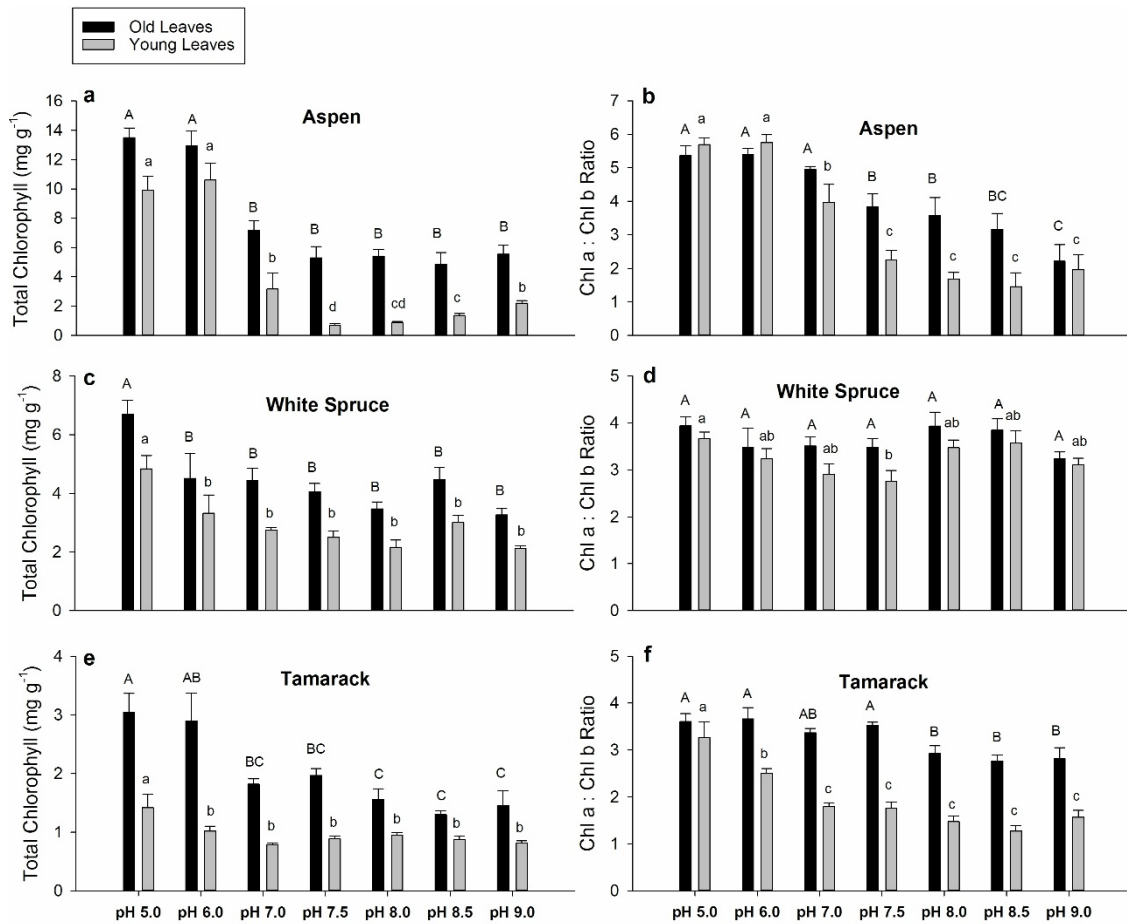 Old Leaves
Young Leaves
a
Aspen
Total Chlorophyll (mg g-1)
16
14
12
10
8
6
4
2
0
A a
A a
B b
B d
B cd
B c
B b
b
Aspen
Chl a : Chl b Ratio
7
6
5
4
3
2
1
0
A a
A a
A b
B c
B c
BC c
C c
c
White Spruce
Total Chlorophyll (mg g-1)
8
6
4
2
0
A a
B b
B b
B b
B b
B b
B b
d
White Spruce
Chl a : Chl b Ratio
5
4
3
2
1
0
A a
A ab
A ab
A b
A ab
A ab
A ab
e
Tamarack
Total Chlorophyll (mg g-1)
4
3
2
1
0
A a
AB b
BC b
BC b
C b
C b
C b
pH 5.0 pH 6.0 pH 7.0 pH 7.5 pH 8.0 pH 8.5 pH 9.0
f
Tamarack
Chl a : Chl b Ratio
5
4
3
2
1
0
A a
A b
AB c
A c
B c
B c
B c
pH 5.0 pH 6.0 pH 7.0 pH 7.5 pH 8.0 pH 8.5 pH 9.0